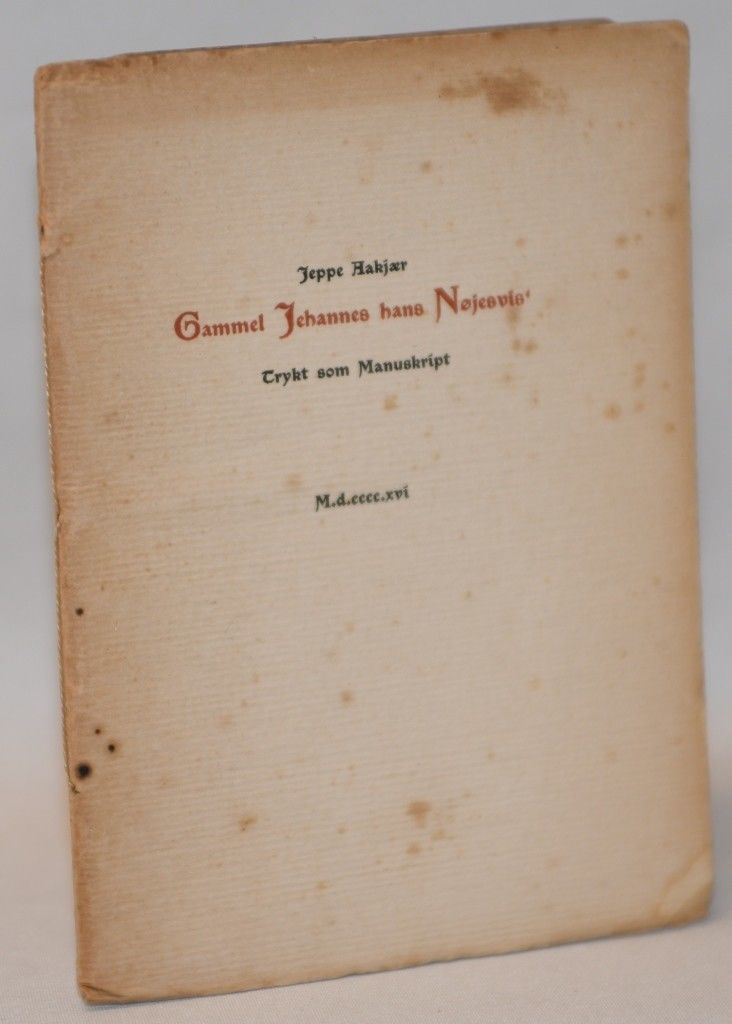 Jeppe Aakjær
Gammel Jehannes hans Nøjesvis'
Trykt som Manuskript
M.d.cccc.xvi